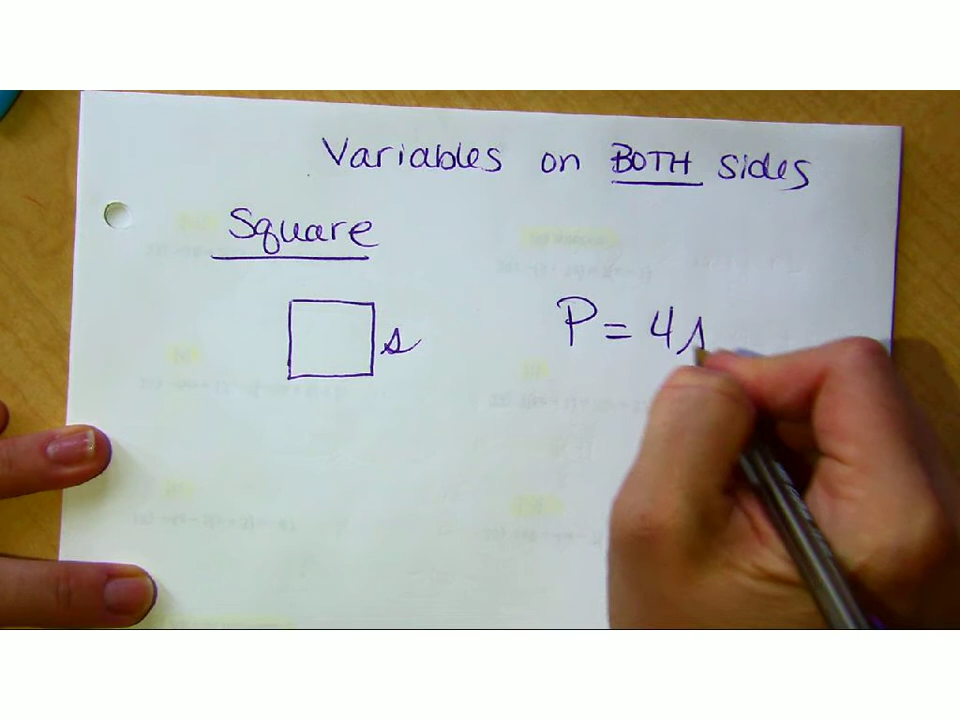 Variables on BOTH sides
Square
s
P = 4s